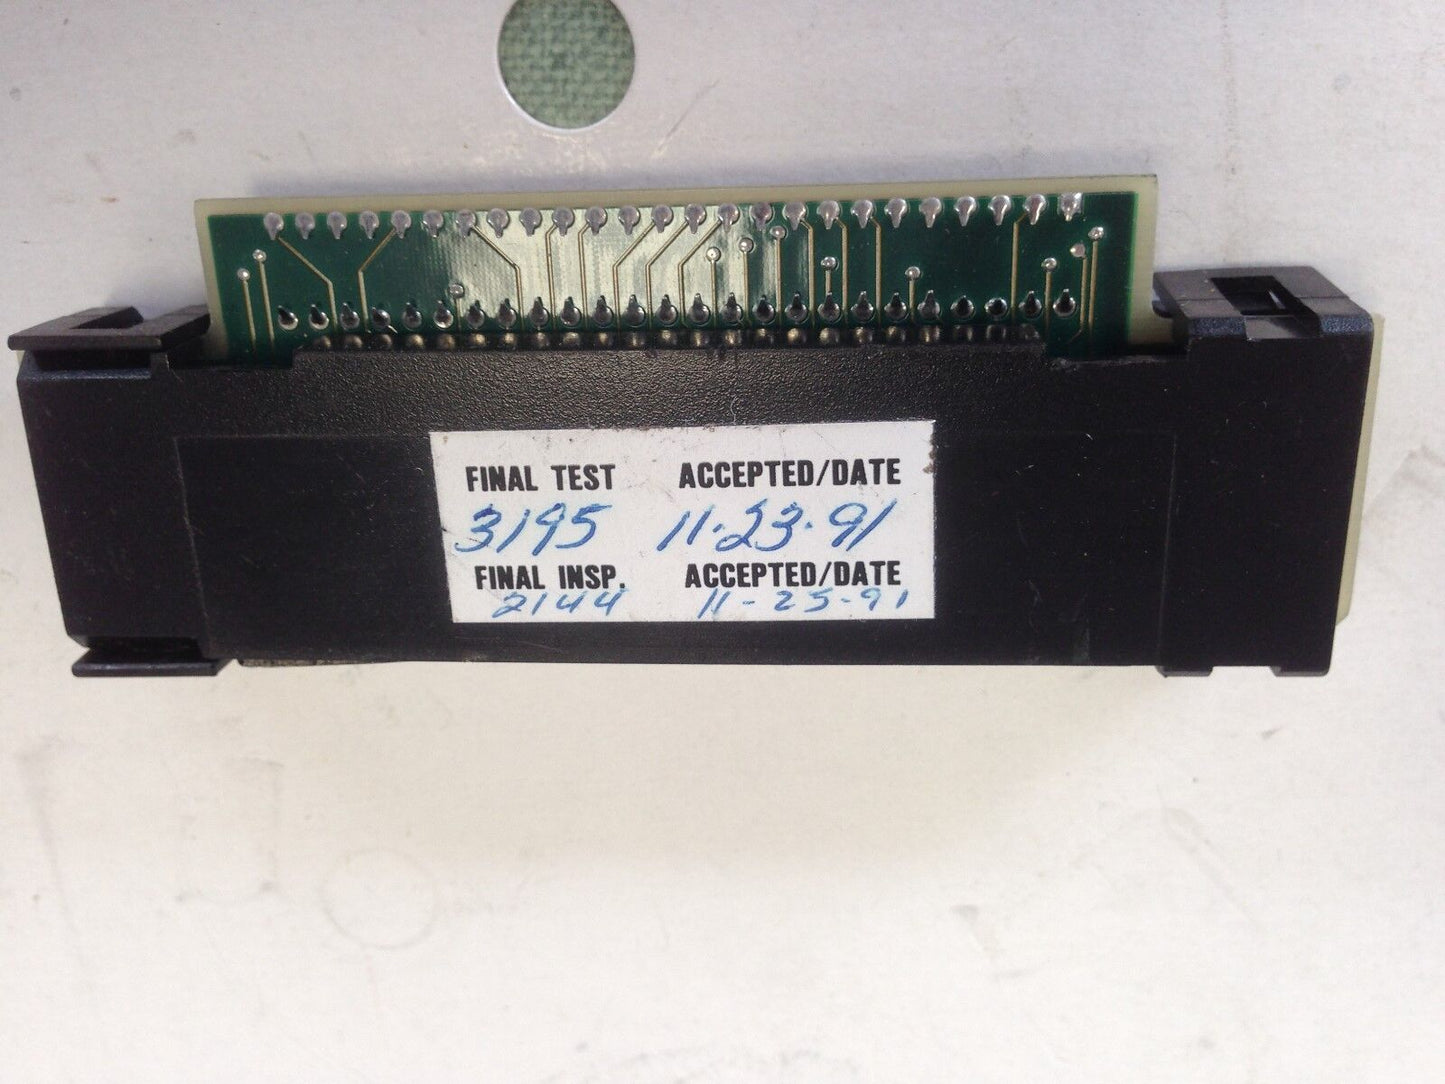 FINAL TEST ACCEPTED/DATE
3195 11·23·91
FINAL INSP. ACCEPTED/DATE
2144 11-25-91